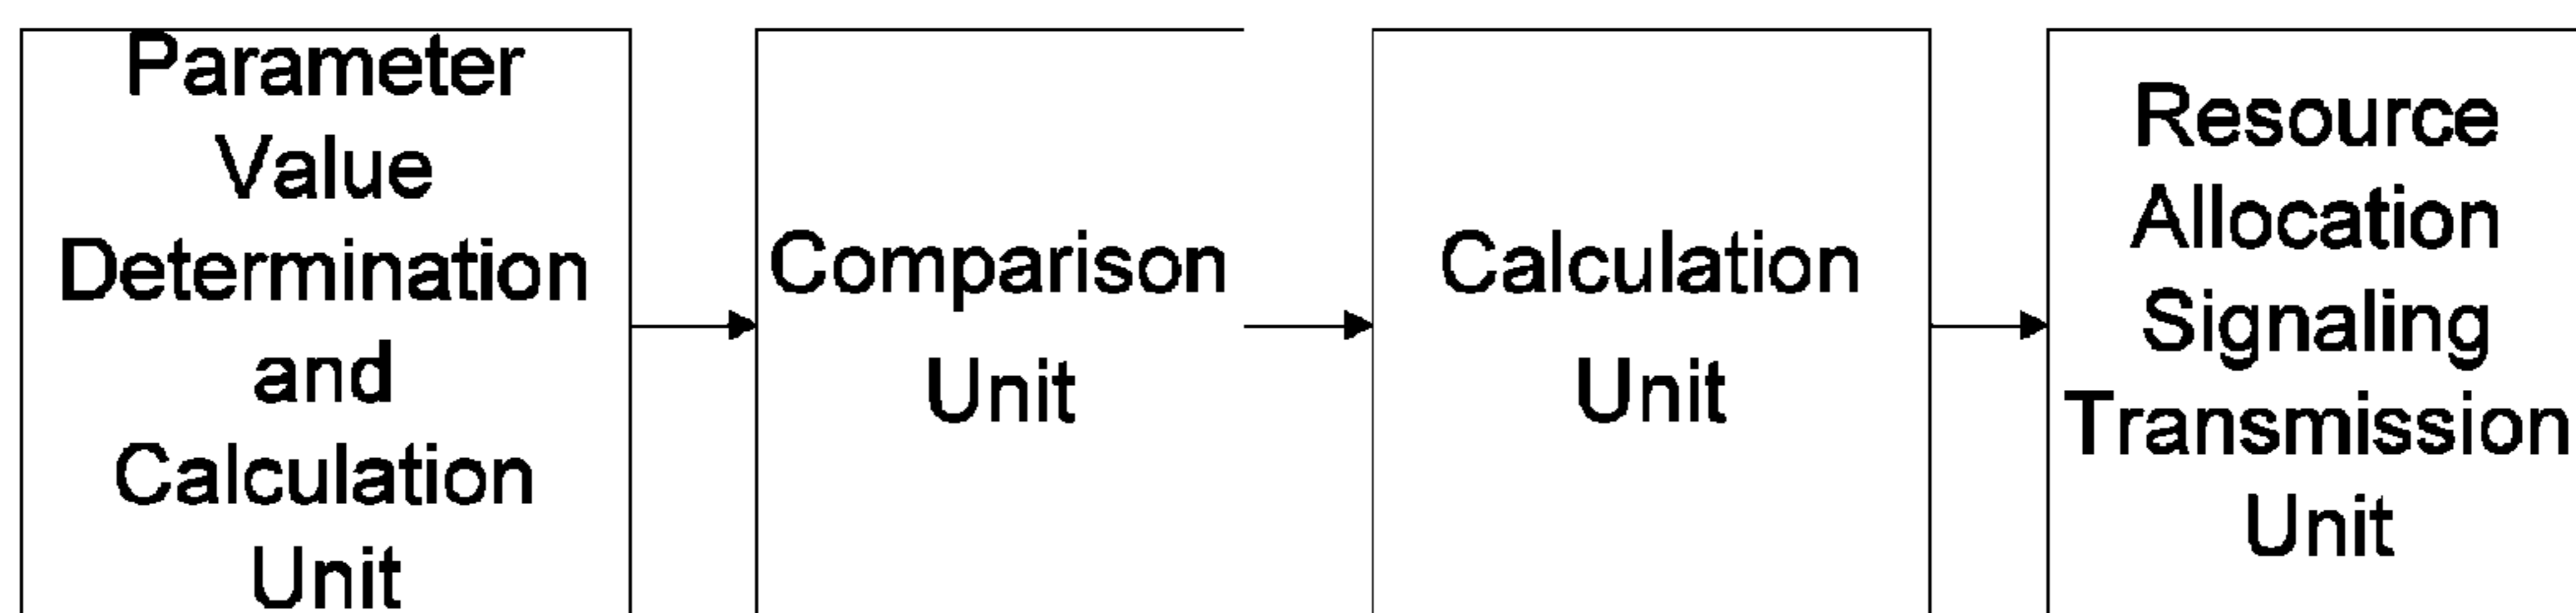 Parameter
Value
Determination
and
Calculation
Unit
Comparison
Unit
Calculation
Unit
Resource
Allocation
Signaling
Transmission
Unit